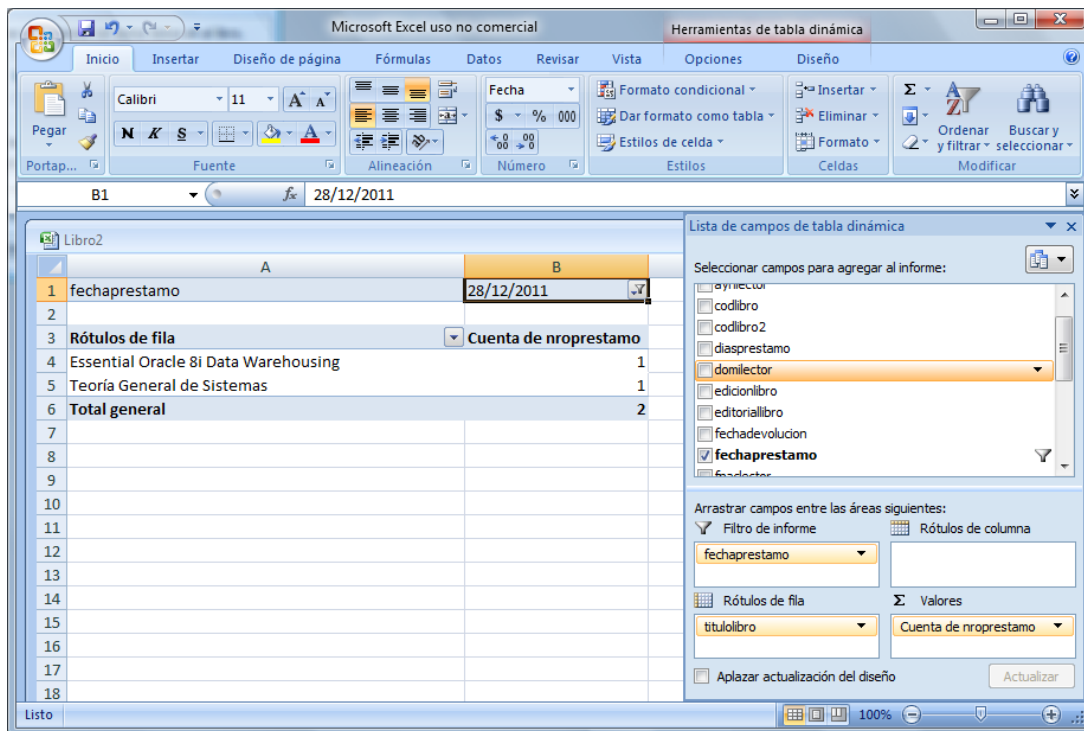 Microsoft Excel uso no comercial
Herramientas de tabla dinámica
Inicio Insertar Diseño de página Fórmulas Datos Revisar Vista Opciones Diseño
Pegar
Portap...
Calibri 11
N K S
Fuente
Alineación
Fecha
$ % 000
Número
Formato condicional
Dar formato como tabla
Estilos de celda
Estilos
Insertar
Eliminar
Formato
Celdas
Σ
Ordenar y filtrar
Buscar y seleccionar
Modificar
B1 fx 28/12/2011
Libro2
A B
1 fechaprestamo 28/12/2011
2
3 Rótulos de fila Cuenta de nroprestamo
4 Essential Oracle 8i Data Warehousing 1
5 Teoría General de Sistemas 1
6 Total general 2
7
8
9
10
11
12
13
14
15
16
17
18
Lista de campos de tabla dinámica
Seleccionar campos para agregar al informe:
codlibro
codlibro2
diasprestamo
domilector
edicionlibro
editoriallibro
fechadevolucion
fechaprestamo
Arrastrar campos entre las áreas siguientes:
Filtro de informe
Rótulos de columna
fechaprestamo
Rótulos de fila
Σ Valores
titulolibro
Cuenta de nroprestamo
Aplazar actualización del diseño
Actualizar
Listo
100%